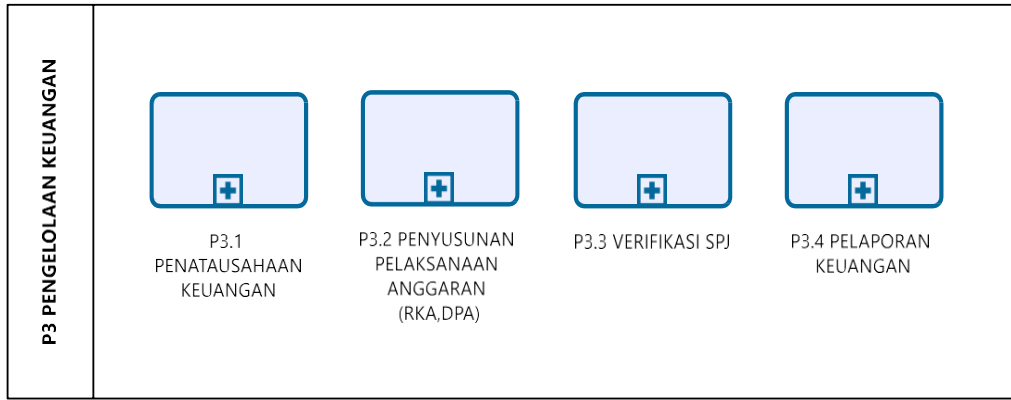 P3 PENGELOLAAN KEUANGAN
P3.1
PENATAUSAHAAN
KEUANGAN
P3.2 PENYUSUNAN
PELAKSANAAN
ANGGARAN
(RKA,DPA)
P3.3 VERIFIKASI SPJ
P3.4 PELAPORAN
KEUANGAN